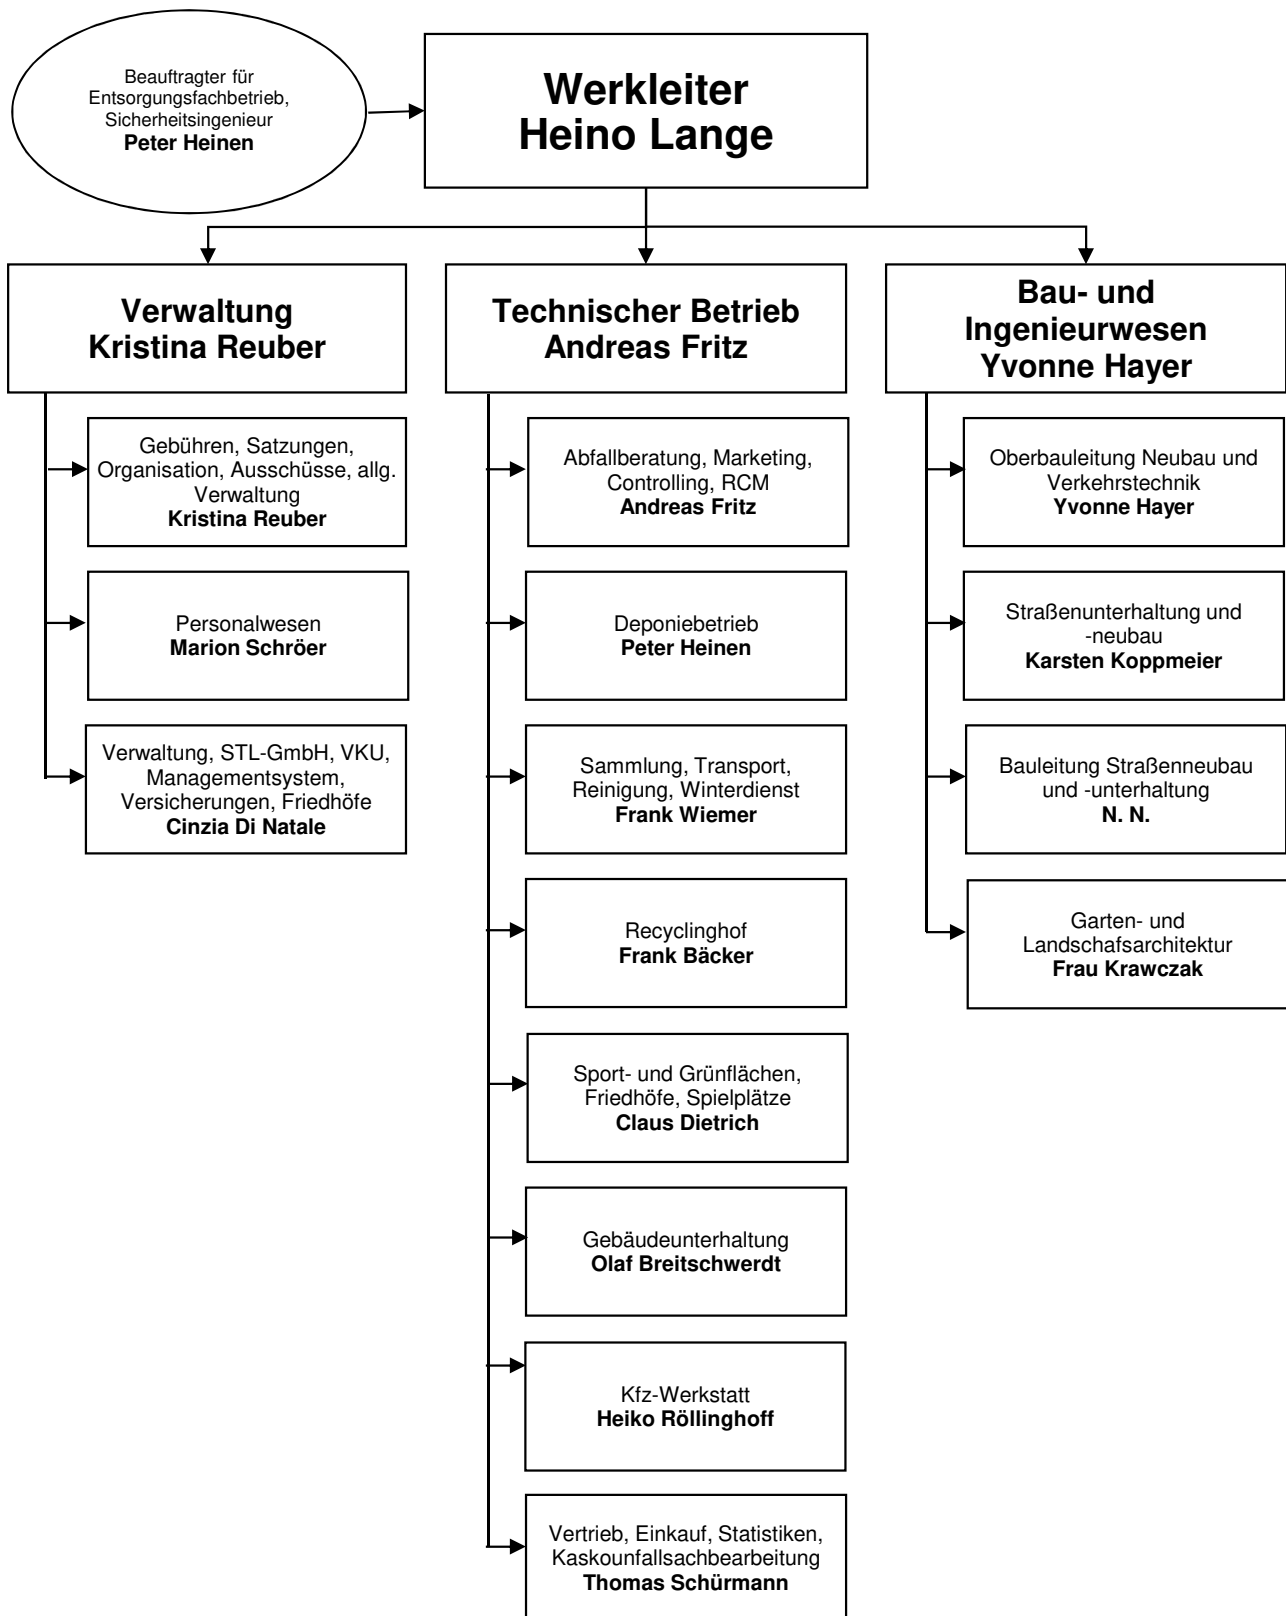 Beauftragter für
Entsorgungsfachbetrieb,
Sicherheitsingenieur
Peter Heinen
Werkleiter
Heino Lange
Verwaltung
Kristina Reuber
Gebühren, Satzungen,
Organisation, Ausschüsse, allg.
Verwaltung
Kristina Reuber
Personalwesen
Marion Schröer
Verwaltung, STL-GmbH, VKU,
Managementsystem,
Versicherungen, Friedhöfe
Cinzia Di Natale
Technischer Betrieb
Andreas Fritz
Abfallberatung, Marketing,
Controlling, RCM
Andreas Fritz
Deponiebetrieb
Peter Heinen
Sammlung, Transport,
Reinigung, Winterdienst
Frank Wiemer
Recyclinghof
Frank Bäcker
Sport- und Grünflächen,
Friedhöfe, Spielplätze
Claus Dietrich
Gebäudeunterhaltung
Olaf Breitschwerdt
Kfz-Werkstatt
Heiko Röllinghoff
Vertrieb, Einkauf, Statistiken,
Kaskounfallsachbearbeitung
Thomas Schürmann
Bau- und
Ingenieurwesen
Yvonne Hayer
Oberbauleitung Neubau und
Verkehrstechnik
Yvonne Hayer
Straßenunterhaltung und
-neubau
Karsten Koppmeier
Bauleitung Straßenneubau
und -unterhaltung
N. N.
Garten- und
Landschafsarchitektur
Frau Krawczak